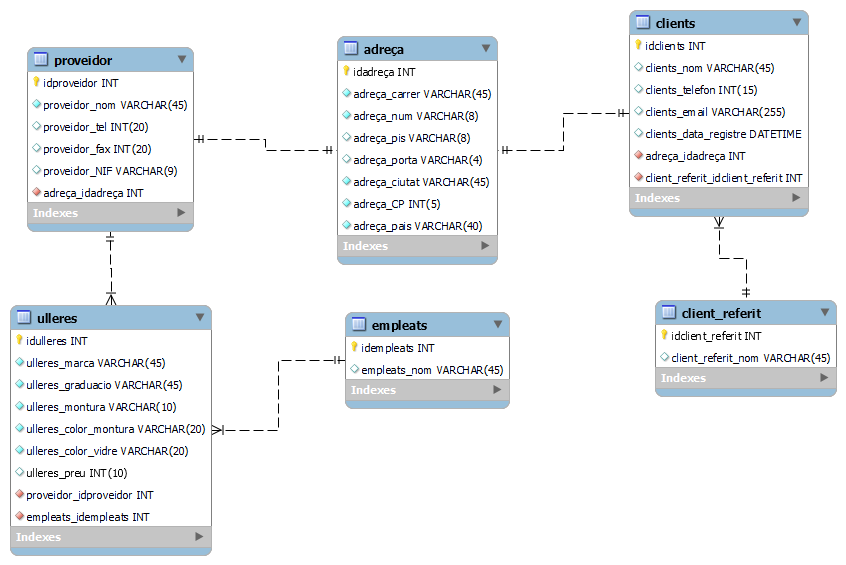 proveidor
idproveidor INT
proveidor_nom VARCHAR(45)
proveidor_tel INT(20)
proveidor_fax INT(20)
proveidor_NIF VARCHAR(9)
adreça_idadreça INT
Indexes
adreça
idadreça INT
adreça_carrer VARCHAR(45)
adreça_num VARCHAR(8)
adreça_pis VARCHAR(8)
adreça_porta VARCHAR(4)
adreça_ciutat VARCHAR(45)
adreça_CP INT(5)
adreça_pais VARCHAR(40)
Indexes
clients
idclients INT
clients_nom VARCHAR(45)
clients_telefon INT(15)
clients_email VARCHAR(255)
clients_data_registre DATETIME
adreça_idadreça INT
client_referit_idclient_referit INT
Indexes
ulleres
idulleres INT
ulleres_marca VARCHAR(45)
ulleres_graduacio VARCHAR(45)
ulleres_montura VARCHAR(10)
ulleres_color_montura VARCHAR(20)
ulleres_color_vidre VARCHAR(20)
ulleres_preu INT(10)
proveidor_idproveidor INT
empleats_idempleats INT
Indexes
empleats
idempleats INT
empleats_nom VARCHAR(45)
Indexes
client_referit
idclient_referit INT
client_referit_nom VARCHAR(45)
Indexes